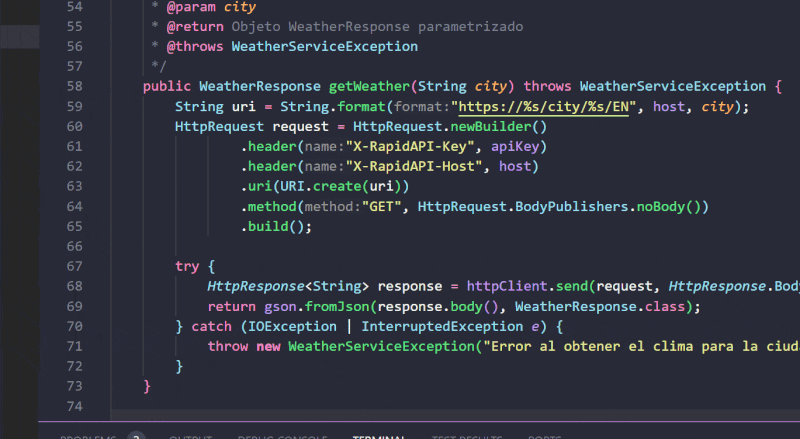 54 * @param city
55 * @return Objeto WeatherResponse parametrizado
56 * @throws WeatherServiceException
57 */
58 public WeatherResponse getWeather(String city) throws WeatherServiceException {
59 String uri = String.format(format:"https://%s/city/%s/EN", host, city);
60 HttpRequest request = HttpRequest.newBuilder()
61 .header(name:"X-RapidAPI-Key", apiKey)
62 .header(name:"X-RapidAPI-Host", host)
63 .uri(URI.create(uri))
64 .method(method:"GET", HttpRequest.BodyPublishers.noBody())
65 .build();
66
67 try {
68 HttpResponse<String> response = httpClient.send(request, HttpResponse.Bod
69 return gson.fromJson(response.body(), WeatherResponse.class);
70 } catch (IOException | InterruptedException e) {
71 throw new WeatherServiceException("Error al obtener el clima para la ciuda
72 }
73 }
74
PROBLEMS OUTPUT DEBUG CONSOLE TERMINAL TEST RESULTS PORTS